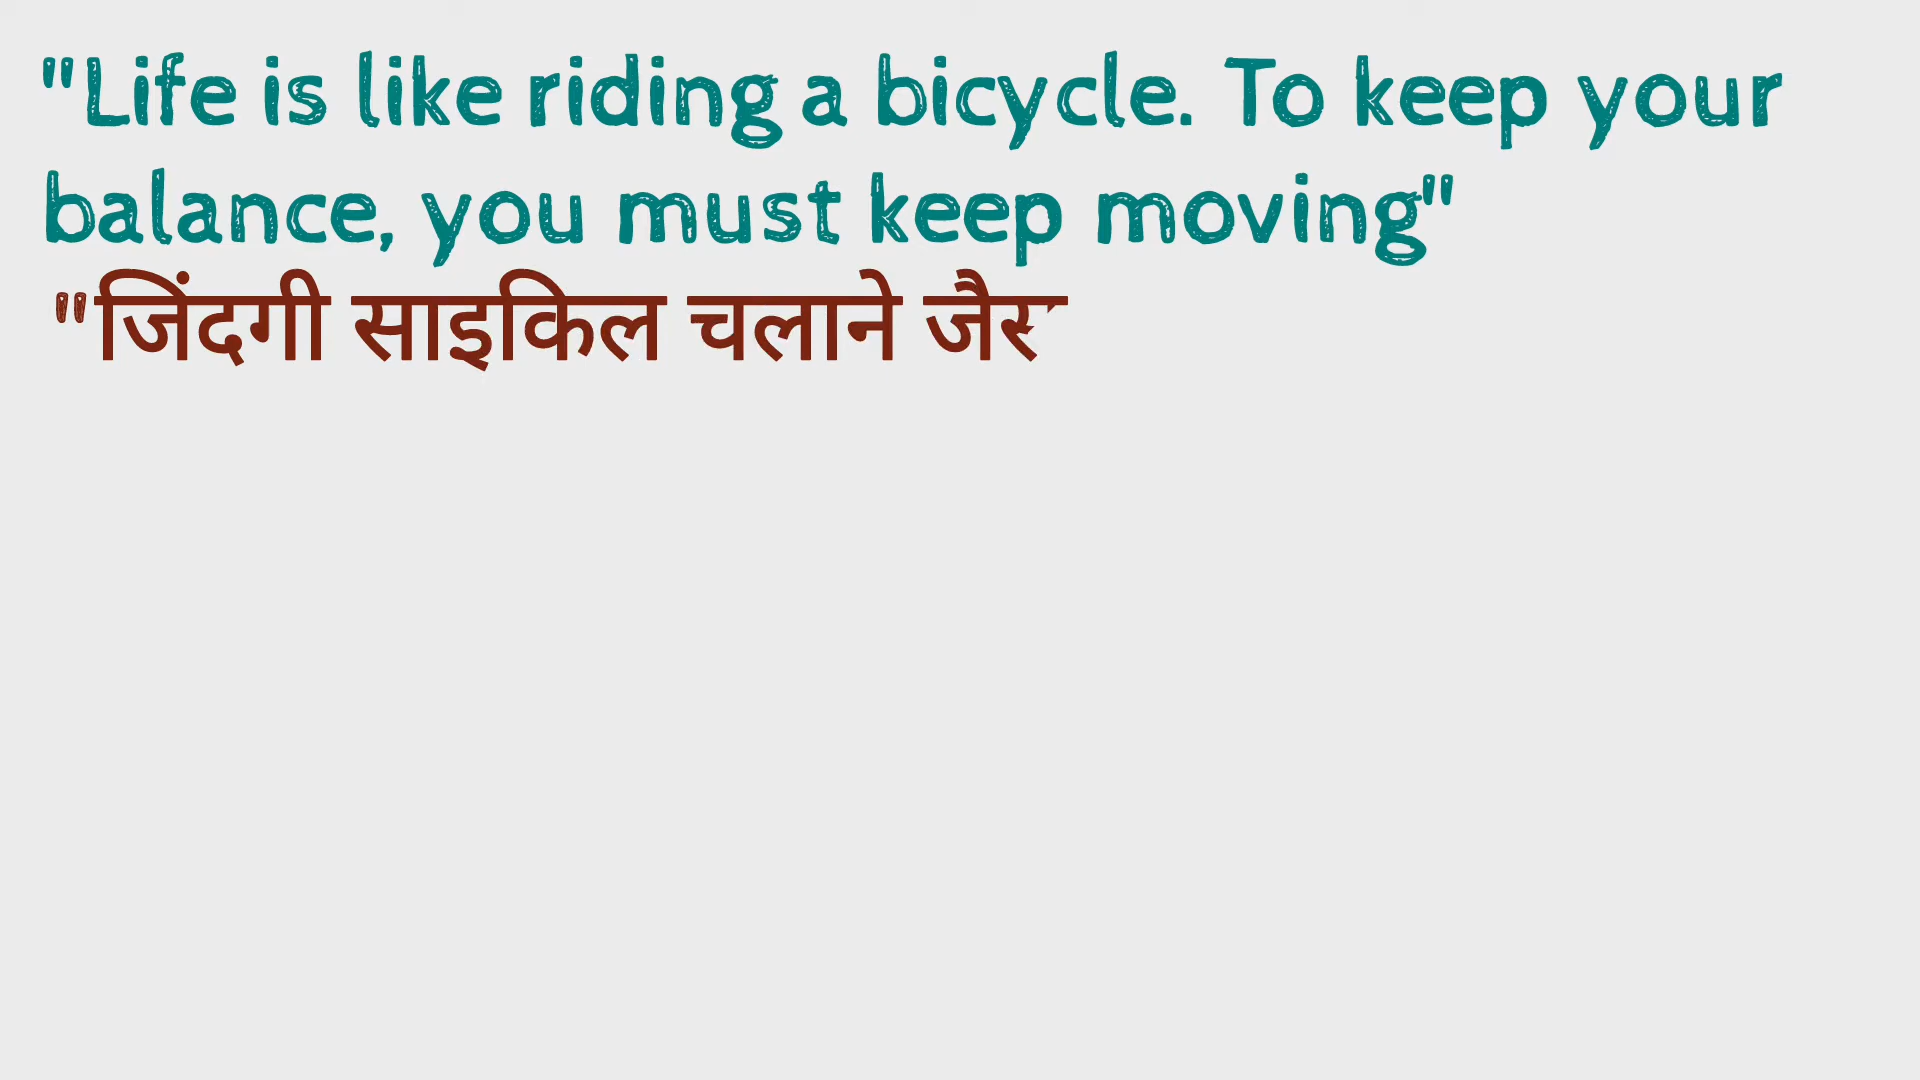 "Life is like riding a bicycle. To keep your
balance, you must keep moving"
"जिंदगी साइकिल चलाने